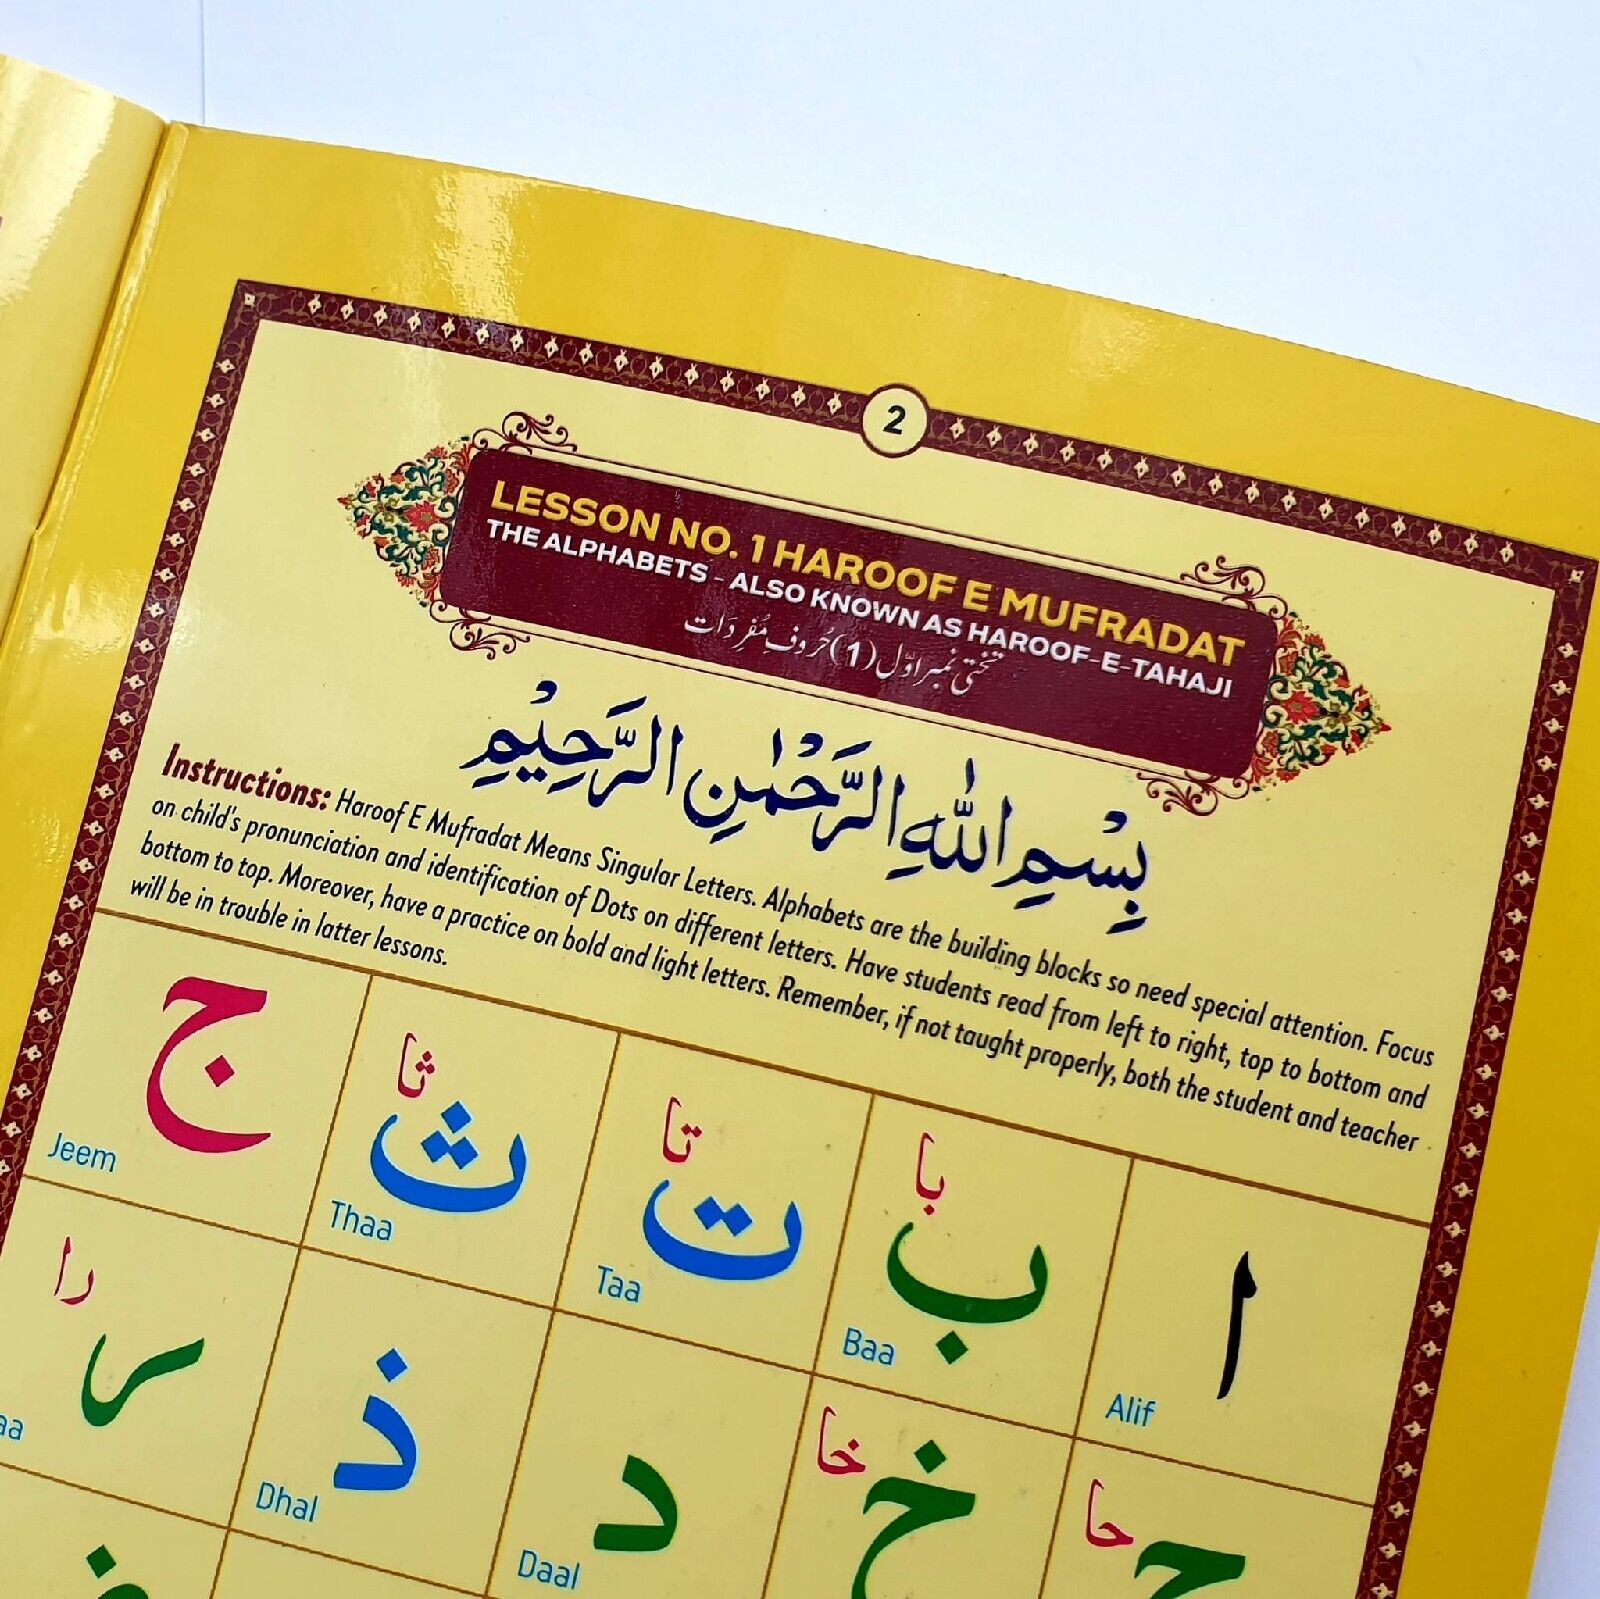 2
LESSON NO. 1 HAROOF E MUFRADAT
THE ALPHABETS - ALSO KNOWN AS HAROOF-E-TAHAJI
تختی نمبر اوّل (1) حُروفِ مُفرَدَات
بِسْمِ اللّٰهِ الرَّحْمٰنِ الرَّحِيْمِ
Instructions: Haroof E Mufradat Means Singular Letters. Alphabets are the building blocks so need special attention. Focus
on child's pronunciation and identification of Dots on different letters. Have students read from left to right, top to bottom and
bottom to top. Moreover, have a practice on bold and light letters. Remember, if not taught properly, both the student and teacher
will be in trouble in latter lessons.
ا
Alif
با
ب
Baa
تا
ت
Taa
ثا
ث
Thaa
ج
Jeem
حا
ح
خا
خ
د
Daal
ذ
Dhal
را
ر
aa